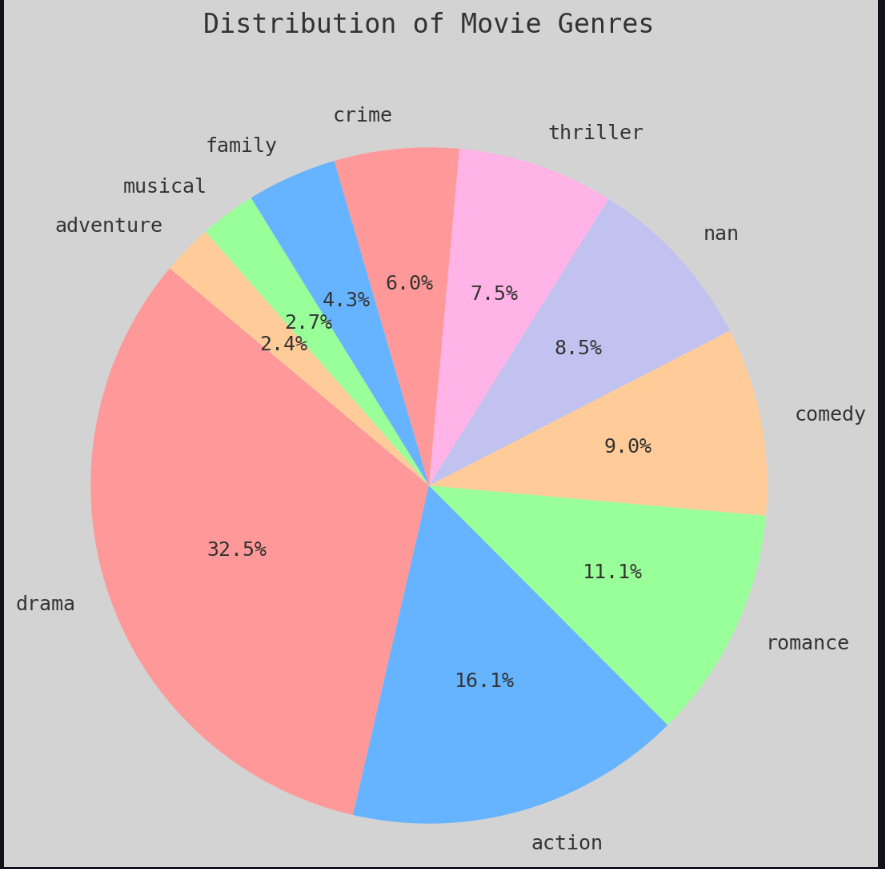 Distribution of Movie Genres
crime
thriller
family
musical
adventure
nan
6.0%
7.5%
4.3%
2.7%
2.4%
8.5%
comedy
9.0%
32.5%
11.1%
drama
romance
16.1%
action